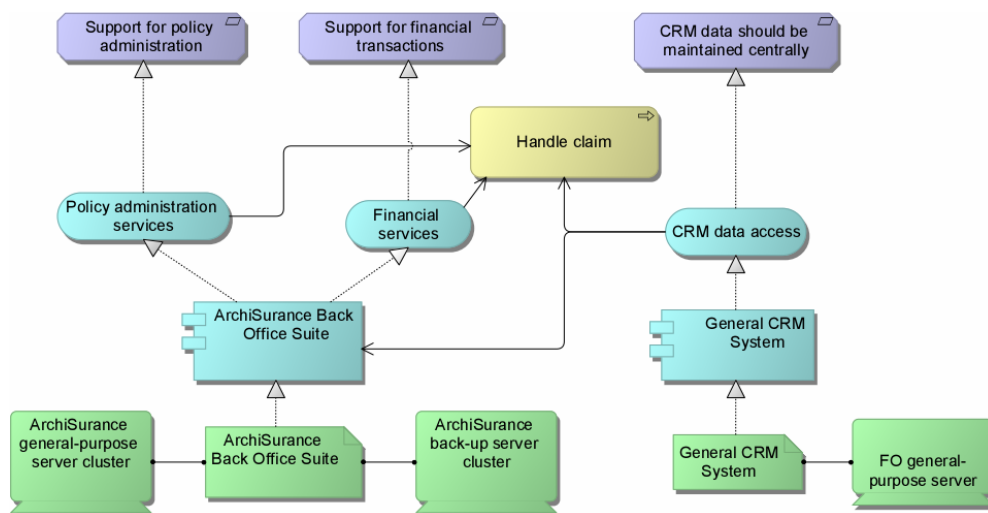 Support for policy
administration
Support for financial
transactions
CRM data should be
maintained centrally
Handle claim
Policy administration
services
Financial
services
CRM data access
ArchiSurance Back
Office Suite
General CRM
System
ArchiSurance
general-purpose
server cluster
ArchiSurance
Back Office Suite
ArchiSurance
back-up server
cluster
General CRM
System
FO general-
purpose server